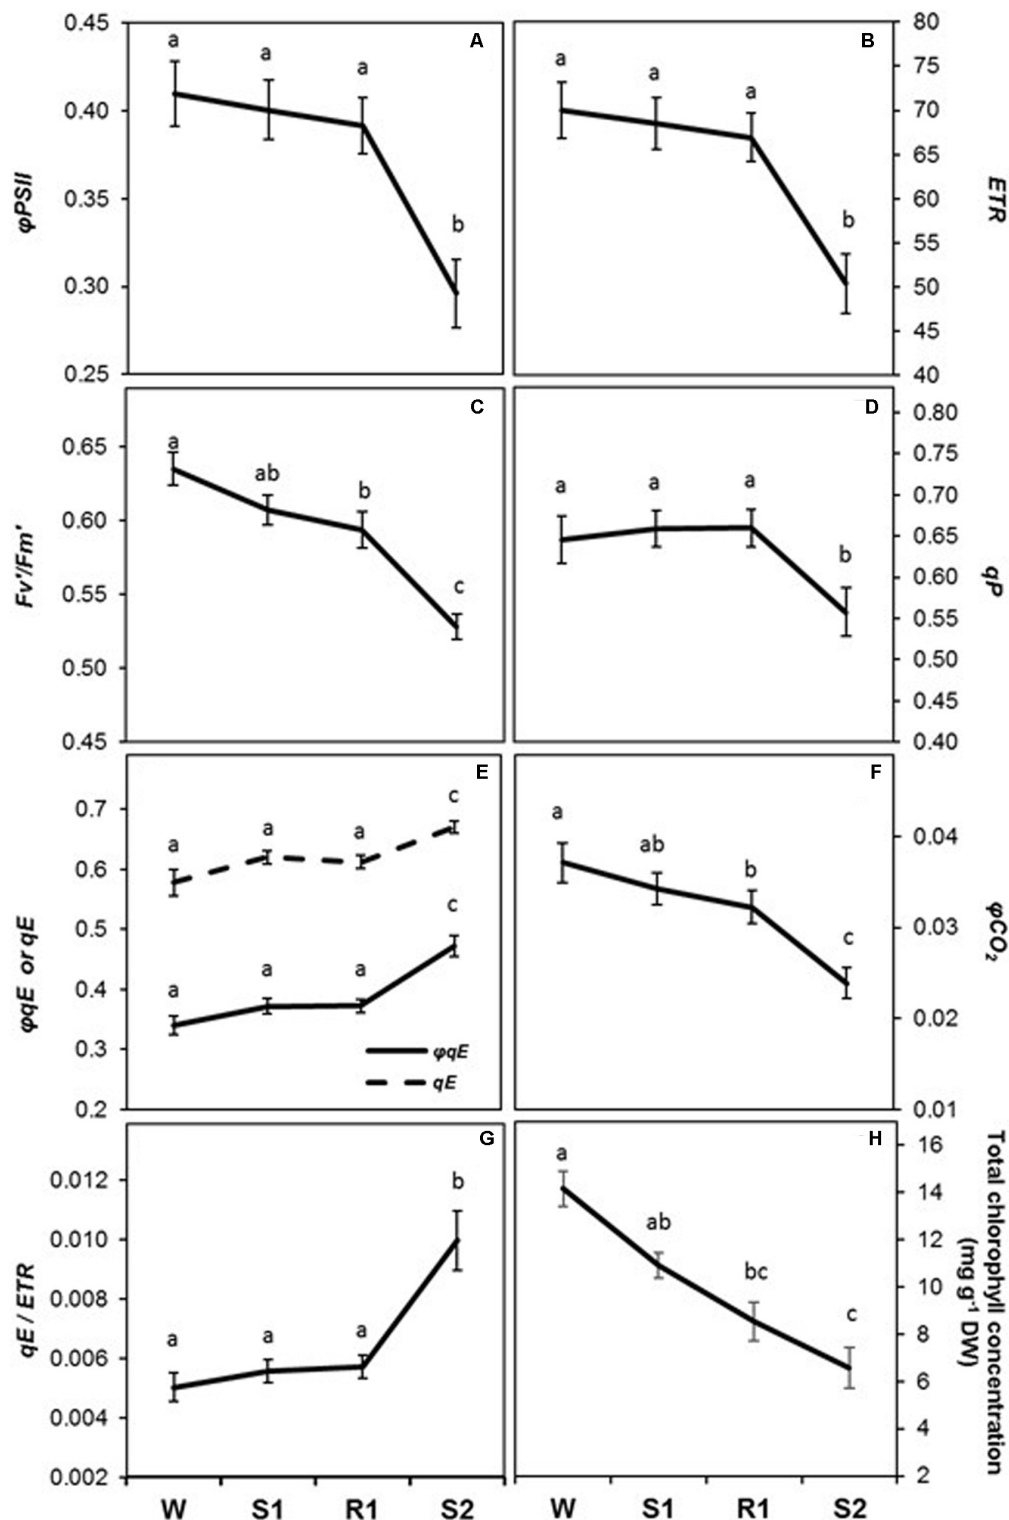 A
0.45
0.40
0.35
0.30
0.25
φPSII
a
a
a
b
B
80
75
70
65
60
55
50
45
40
ETR
a
a
a
b
C
0.65
0.60
0.55
0.50
0.45
Fv'/Fm'
a
ab
b
c
D
0.80
0.75
0.70
0.65
0.60
0.55
0.50
0.45
0.40
qP
a
a
a
b
E
0.7
0.6
0.5
0.4
0.3
0.2
φqE or qE
a
a
a
c
a
a
a
c
φqE
qE
F
0.04
0.03
0.02
0.01
φCO₂
a
ab
b
c
G
0.012
0.010
0.008
0.006
0.004
0.002
qE / ETR
a
a
a
b
H
16
14
12
10
8
6
4
2
Total chlorophyll concentration
(mg g⁻¹ DW)
a
ab
bc
c
W S1 R1 S2
W S1 R1 S2